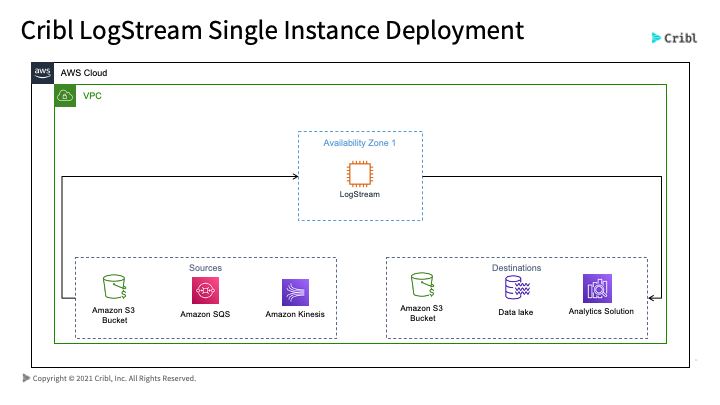 Cribl LogStream Single Instance Deployment
Cribl
aws
AWS Cloud
VPC
Availability Zone 1
LogStream
Sources
Amazon S3
Bucket
Amazon SQS
Amazon Kinesis
Destinations
Amazon S3
Bucket
Data lake
Analytics Solution
Copyright © 2021 Cribl, Inc. All Rights Reserved.